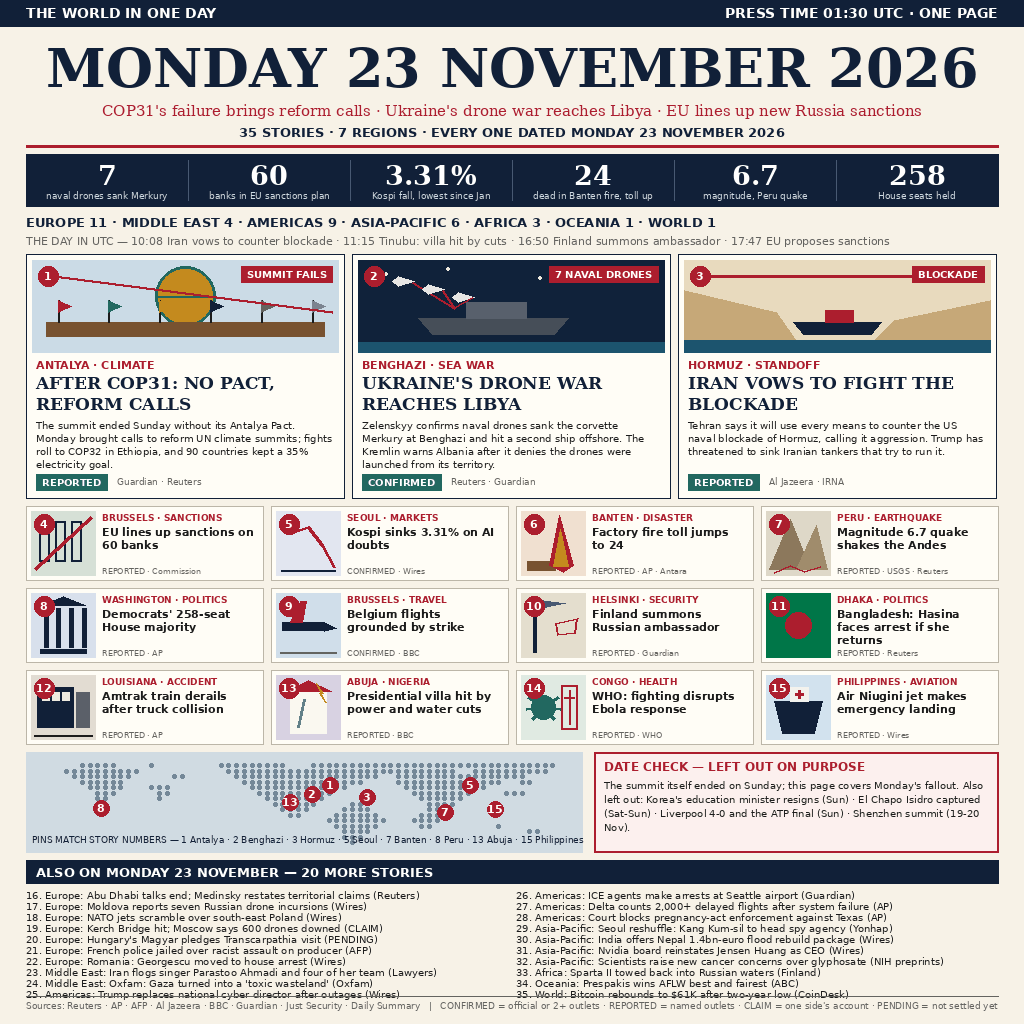 THE WORLD IN ONE DAY
PRESS TIME 01:30 UTC · ONE PAGE
MONDAY 23 NOVEMBER 2026
COP31's failure brings reform calls · Ukraine's drone war reaches Libya · EU lines up new Russia sanctions
35 STORIES · 7 REGIONS · EVERY ONE DATED MONDAY 23 NOVEMBER 2026
7
naval drones sank Merkury
60
banks in EU sanctions plan
3.31%
Kospi fall, lowest since Jan
24
dead in Banten fire, toll up
6.7
magnitude, Peru quake
258
House seats held
EUROPE 11 · MIDDLE EAST 4 · AMERICAS 9 · ASIA-PACIFIC 6 · AFRICA 3 · OCEANIA 1 · WORLD 1
THE DAY IN UTC — 10:08 Iran vows to counter blockade · 11:15 Tinubu: villa hit by cuts · 16:50 Finland summons ambassador · 17:47 EU proposes sanctions
1
SUMMIT FAILS
ANTALYA · CLIMATE
AFTER COP31: NO PACT,
REFORM CALLS
The summit ended Sunday without its Antalya Pact.
Monday brought calls to reform UN climate summits; fights
roll to COP32 in Ethiopia, and 90 countries kept a 35%
electricity goal.
REPORTED
Guardian · Reuters
2
7 NAVAL DRONES
BENGHAZI · SEA WAR
UKRAINE'S DRONE WAR
REACHES LIBYA
Zelenskyy confirms naval drones sank the corvette
Merkury at Benghazi and hit a second ship offshore. The
Kremlin warns Albania after it denies the drones were
launched from its territory.
CONFIRMED
Reuters · Guardian
3
BLOCKADE
HORMUZ · STANDOFF
IRAN VOWS TO FIGHT THE
BLOCKADE
Tehran says it will use every means to counter the US
naval blockade of Hormuz, calling it aggression. Trump has
threatened to sink Iranian tankers that try to run it.
REPORTED
Al Jazeera · IRNA
4
BRUSSELS · SANCTIONS
EU lines up sanctions on
60 banks
REPORTED · Commission
5
SEOUL · MARKETS
Kospi sinks 3.31% on AI
doubts
CONFIRMED · Wires
6
BANTEN · DISASTER
Factory fire toll jumps
to 24
REPORTED · AP · Antara
7
PERU · EARTHQUAKE
Magnitude 6.7 quake
shakes the Andes
REPORTED · USGS · Reuters
8
WASHINGTON · POLITICS
Democrats' 258-seat
House majority
REPORTED · AP
9
BRUSSELS · TRAVEL
Belgium flights
grounded by strike
CONFIRMED · BBC
10
HELSINKI · SECURITY
Finland summons
Russian ambassador
REPORTED · Guardian
11
DHAKA · POLITICS
Bangladesh: Hasina
faces arrest if she
returns
REPORTED · Reuters
12
LOUISIANA · ACCIDENT
Amtrak train derails
after truck collision
REPORTED · AP
13
ABUJA · NIGERIA
Presidential villa hit by
power and water cuts
REPORTED · BBC
14
CONGO · HEALTH
WHO: fighting disrupts
Ebola response
REPORTED · WHO
15
PHILIPPINES · AVIATION
Air Niugini jet makes
emergency landing
REPORTED · Wires
8
13
2
1
3
7
5
15
PINS MATCH STORY NUMBERS — 1 Antalya · 2 Benghazi · 3 Hormuz · 5 Seoul · 7 Banten · 8 Peru · 13 Abuja · 15 Philippines
DATE CHECK — LEFT OUT ON PURPOSE
The summit itself ended on Sunday; this page covers Monday's fallout. Also
left out: Korea's education minister resigns (Sun) · El Chapo Isidro captured
(Sat-Sun) · Liverpool 4-0 and the ATP final (Sun) · Shenzhen summit (19-20
Nov).
ALSO ON MONDAY 23 NOVEMBER — 20 MORE STORIES
16. Europe: Abu Dhabi talks end; Medinsky restates territorial claims (Reuters)
17. Europe: Moldova reports seven Russian drone incursions (Wires)
18. Europe: NATO jets scramble over south-east Poland (Wires)
19. Europe: Kerch Bridge hit; Moscow says 600 drones downed (CLAIM)
20. Europe: Hungary's Magyar pledges Transcarpathia visit (PENDING)
21. Europe: French police jailed over racist assault on producer (AFP)
22. Europe: Romania: Georgescu moved to house arrest (Wires)
23. Middle East: Iran flogs singer Parastoo Ahmadi and four of her team (Lawyers)
24. Middle East: Oxfam: Gaza turned into a 'toxic wasteland' (Oxfam)
25. Americas: Trump replaces national cyber director after outages (Wires)
26. Americas: ICE agents make arrests at Seattle airport (Guardian)
27. Americas: Delta counts 2,000+ delayed flights after system failure (AP)
28. Americas: Court blocks pregnancy-act enforcement against Texas (AP)
29. Asia-Pacific: Seoul reshuffle: Kang Kum-sil to head spy agency (Yonhap)
30. Asia-Pacific: India offers Nepal 1.4bn-euro flood rebuild package (Wires)
31. Asia-Pacific: Nvidia board reinstates Jensen Huang as CEO (Wires)
32. Asia-Pacific: Scientists raise new cancer concerns over glyphosate (NIH preprints)
33. Africa: Sparta II towed back into Russian waters (Finland)
34. Oceania: Prespakis wins AFLW best and fairest (ABC)
35. World: Bitcoin rebounds to $61K after two-year low (CoinDesk)
Sources: Reuters · AP · AFP · Al Jazeera · BBC · Guardian · Just Security · Daily Summary | CONFIRMED = official or 2+ outlets · REPORTED = named outlets · CLAIM = one side's account · PENDING = not settled yet